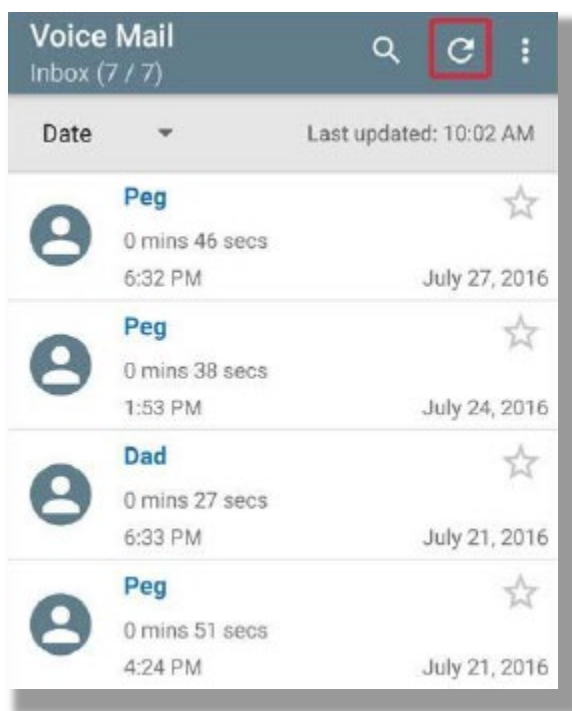 Voice Mail
Inbox (7 / 7)
Date
Last updated: 10:02 AM
Peg
0 mins 46 secs
6:32 PM
July 27, 2016
Peg
0 mins 38 secs
1:53 PM
July 24, 2016
Dad
0 mins 27 secs
6:33 PM
July 21, 2016
Peg
0 mins 51 secs
4:24 PM
July 21, 2016